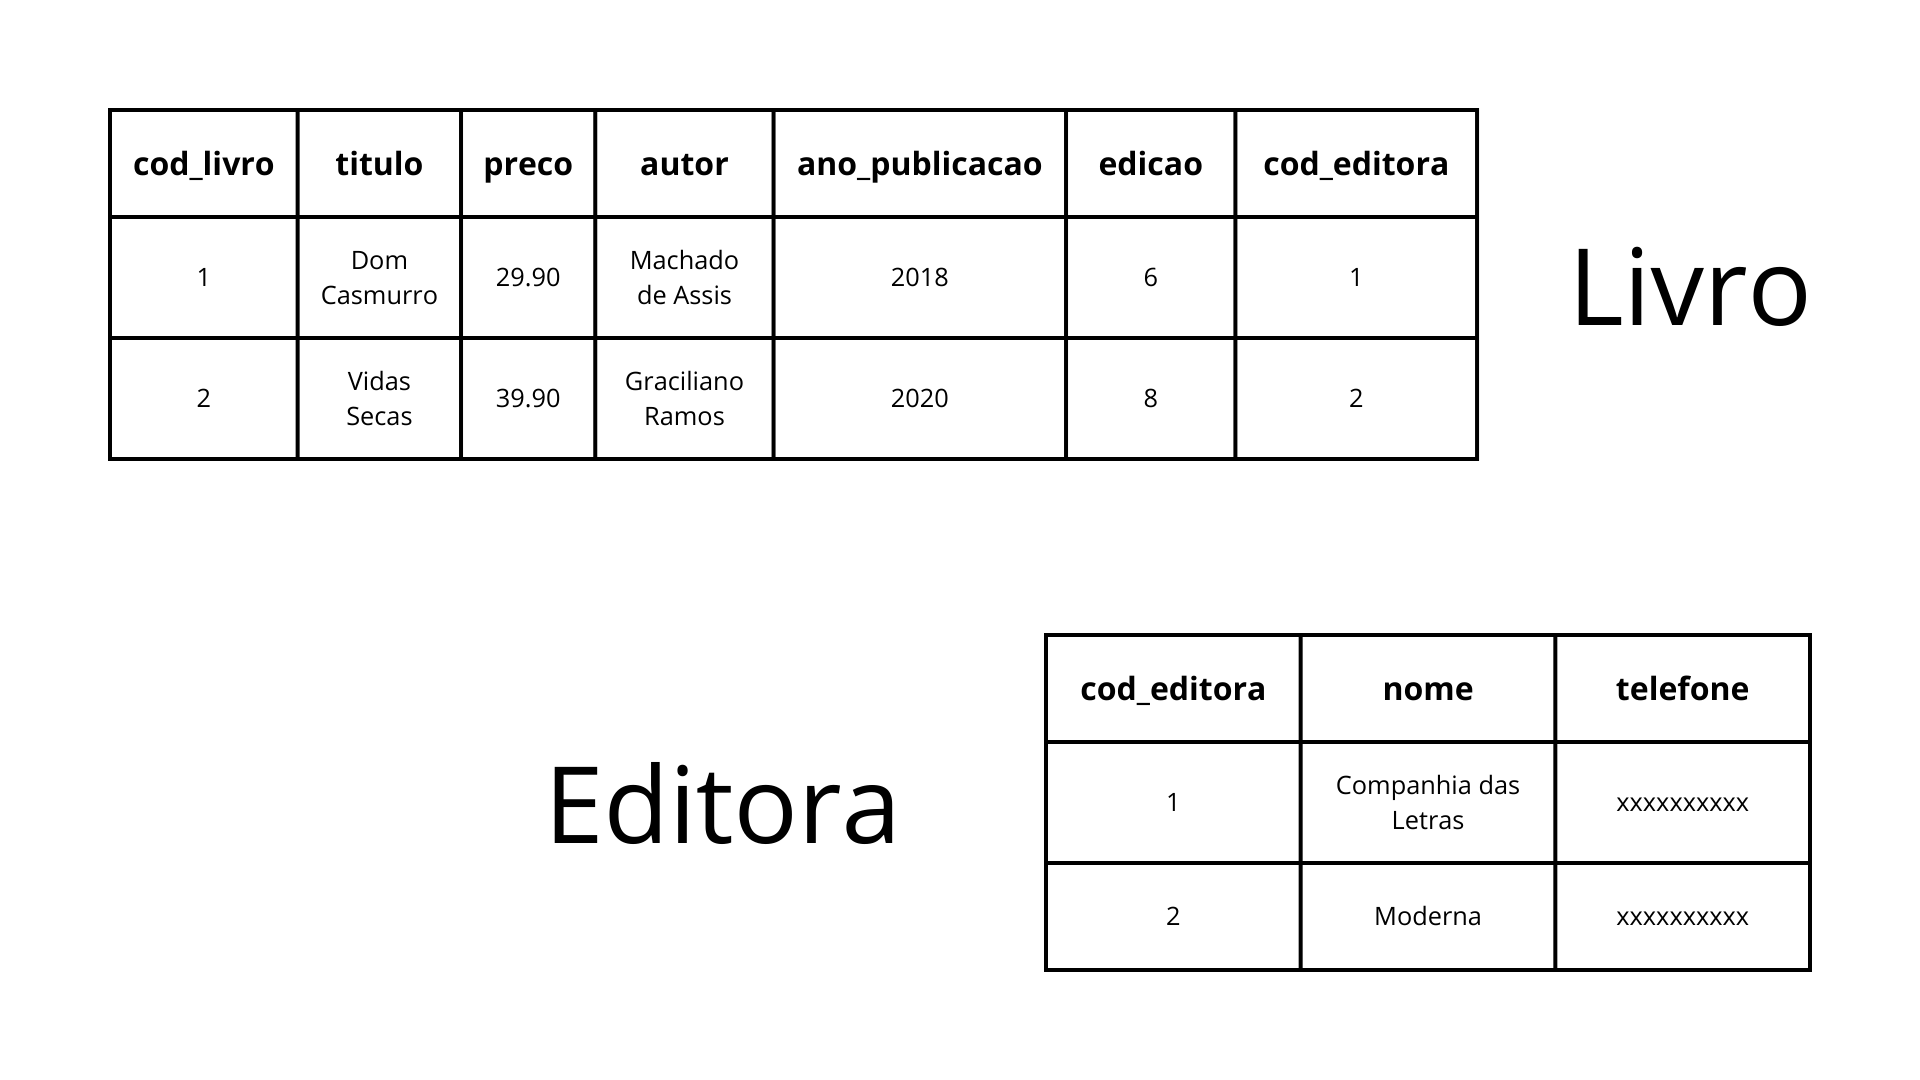 cod_livro titulo preco autor ano_publicacao edicao cod_editora
1 Dom Casmurro 29.90 Machado de Assis 2018 6 1
2 Vidas Secas 39.90 Graciliano Ramos 2020 8 2
Livro
Editora
cod_editora nome telefone
1 Companhia das Letras xxxxxxxxxx
2 Moderna xxxxxxxxxx